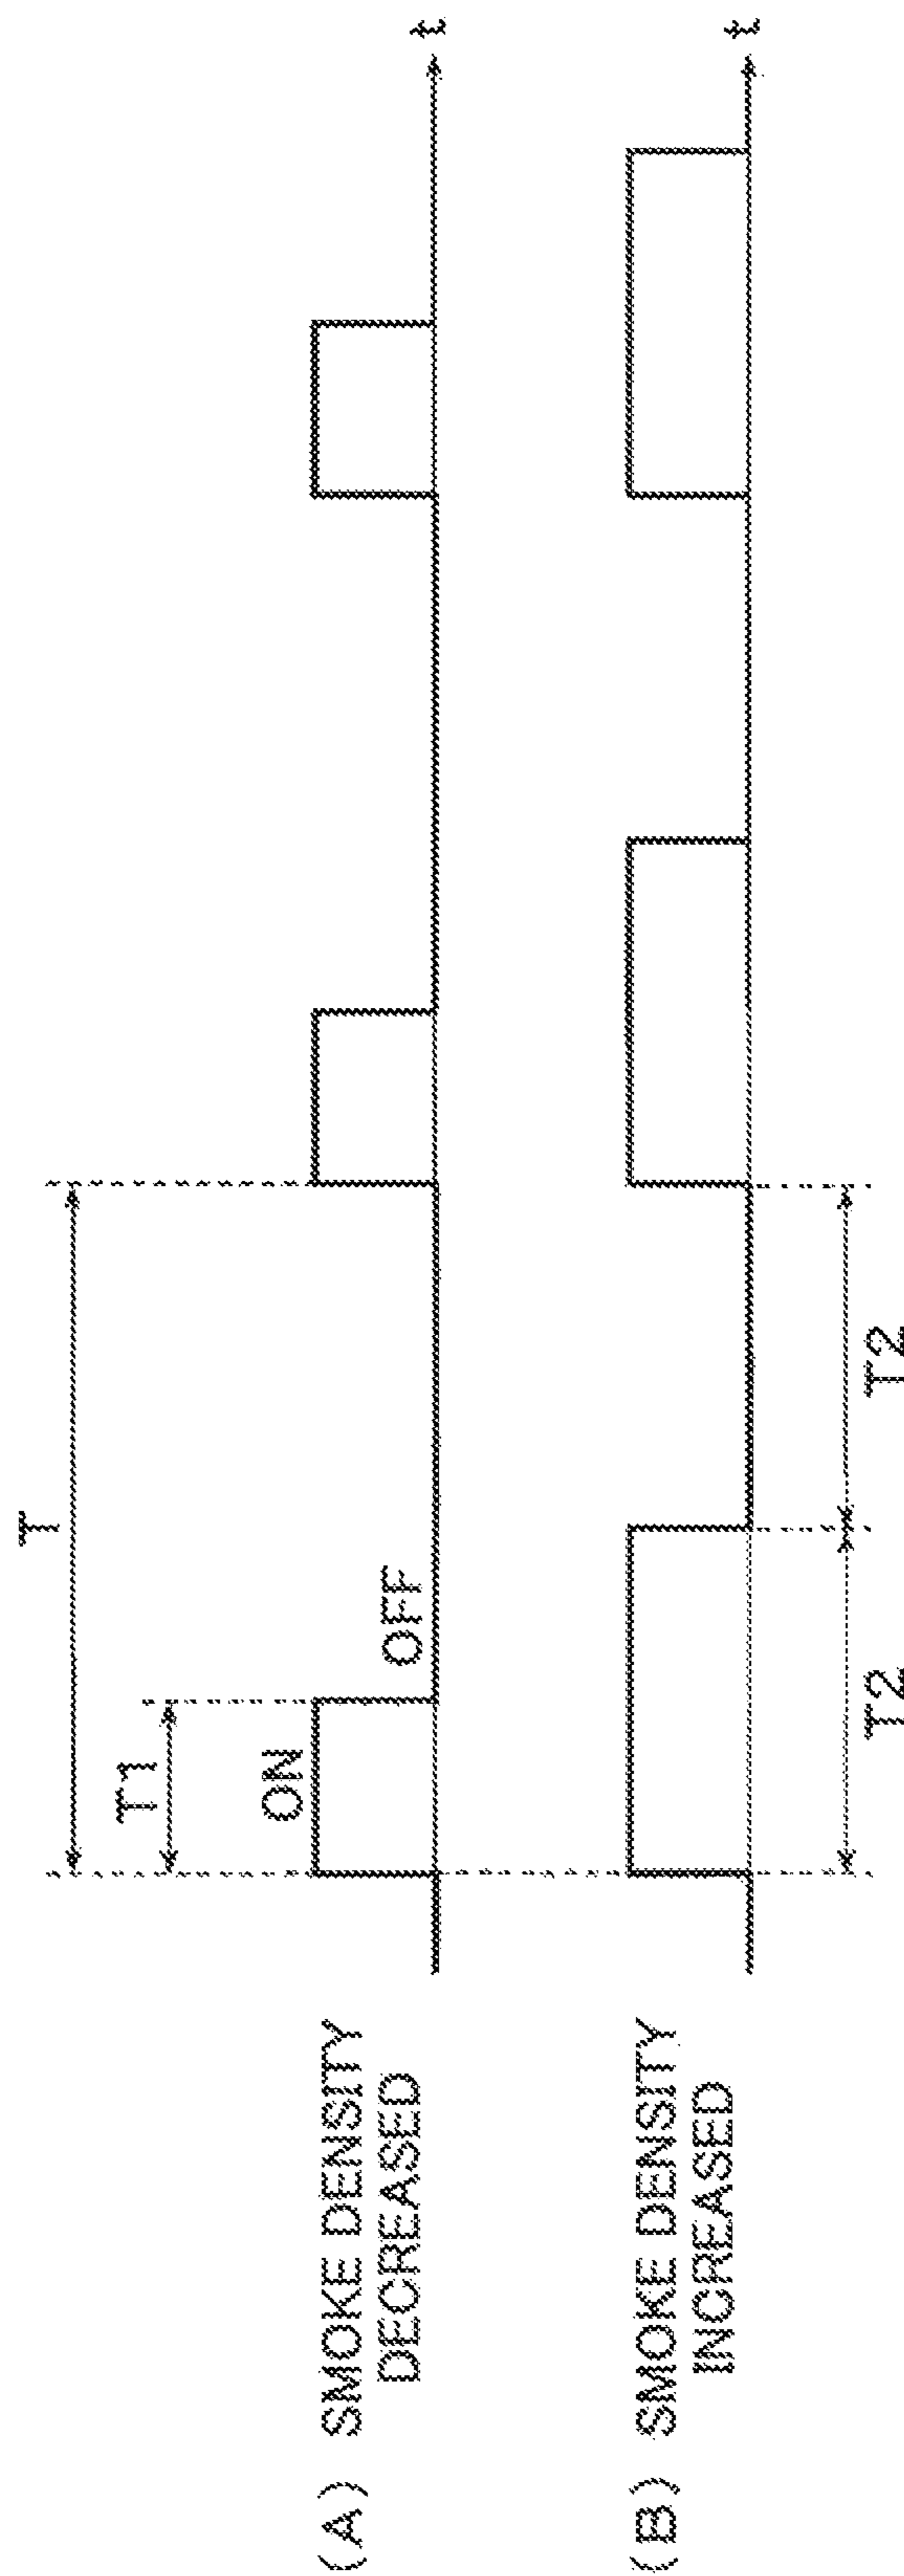 T
T1
ON
OFF
t
(A) SMOKE DENSITY
DECREASED
t
(B) SMOKE DENSITY
INCREASED
T2
T2